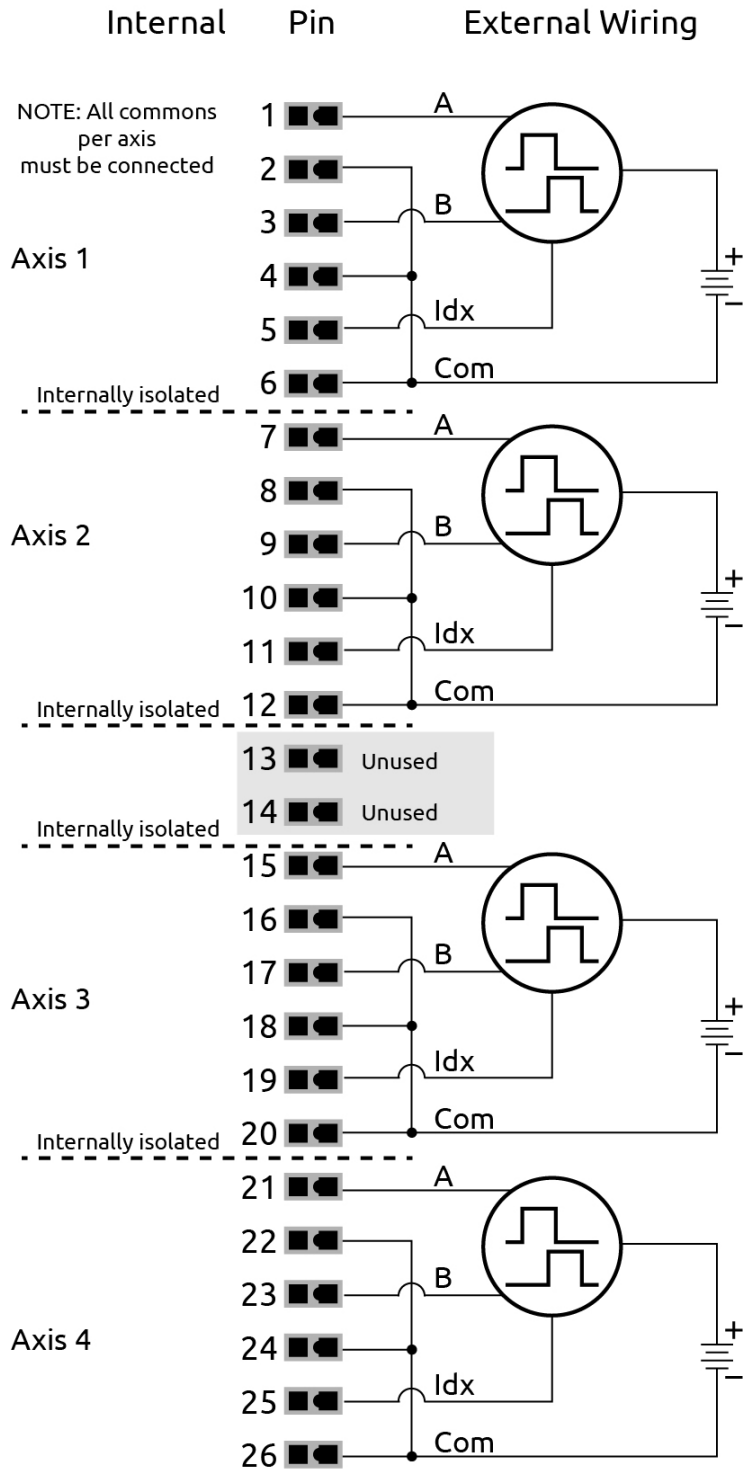 Internal Pin External Wiring
NOTE: All commons
per axis
must be connected
1 A
2
3 B
Axis 1
4
5 Idx
6 Com
Internally isolated
7 A
8
Axis 2
9 B
10
11 Idx
12 Com
Internally isolated
13 Unused
14 Unused
Internally isolated
15 A
16
17 B
Axis 3
18
19 Idx
20 Com
Internally isolated
21 A
22
23 B
Axis 4
24
25 Idx
26 Com
+
−
+
−
+
−
+
−